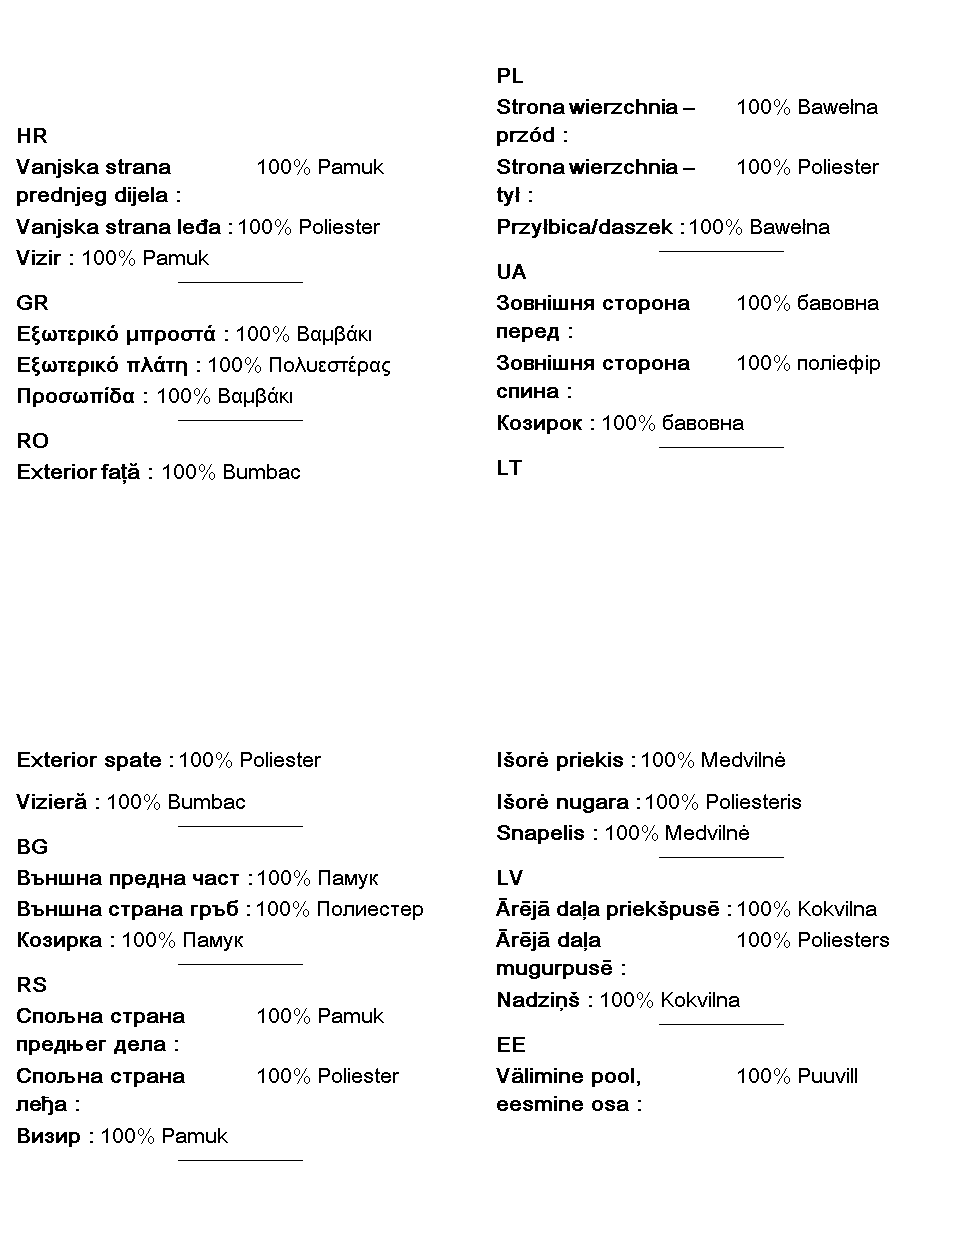 HR
Vanjska strana 100% Pamuk
prednjeg dijela :
Vanjska strana leđa : 100% Poliester
Vizir : 100% Pamuk
GR
Εξωτερικό μπροστά : 100% Βαμβάκι
Εξωτερικό πλάτη : 100% Πολυεστέρας
Προσωπίδα : 100% Βαμβάκι
RO
Exterior față : 100% Bumbac
Exterior spate : 100% Poliester
Vizieră : 100% Bumbac
BG
Външна предна част : 100% Памук
Външна страна гръб : 100% Полиестер
Козирка : 100% Памук
RS
Спољна страна 100% Pamuk
предњег дела :
Спољна страна 100% Poliester
леђа :
Визир : 100% Pamuk
PL
Strona wierzchnia – 100% Bawełna
przód :
Strona wierzchnia – 100% Poliester
tył :
Przyłbica/daszek : 100% Bawełna
UA
Зовнішня сторона 100% бавовна
перед :
Зовнішня сторона 100% поліефір
спина :
Козирок : 100% бавовна
LT
Išorė priekis : 100% Medvilnė
Išorė nugara : 100% Poliesteris
Snapelis : 100% Medvilnė
LV
Ārējā daļa priekšpusē : 100% Kokvilna
Ārējā daļa 100% Poliesters
mugurpusē :
Nadziņš : 100% Kokvilna
EE
Välimine pool, 100% Puuvill
eesmine osa :